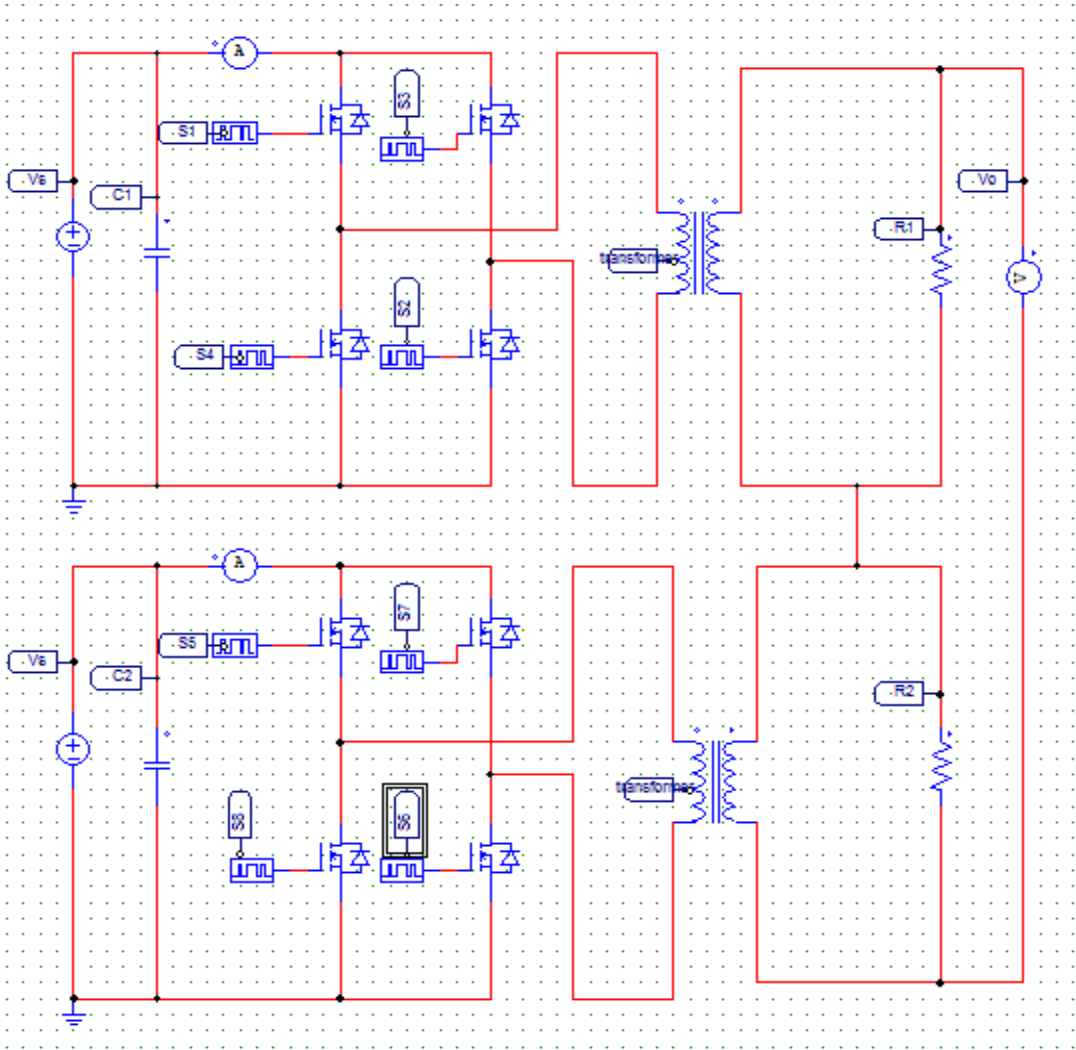 A
S3
S1
Vs
C1
Vo
R1
transformer
V
S2
S4
A
S7
S5
Vs
C2
R2
transformer
S8
S6